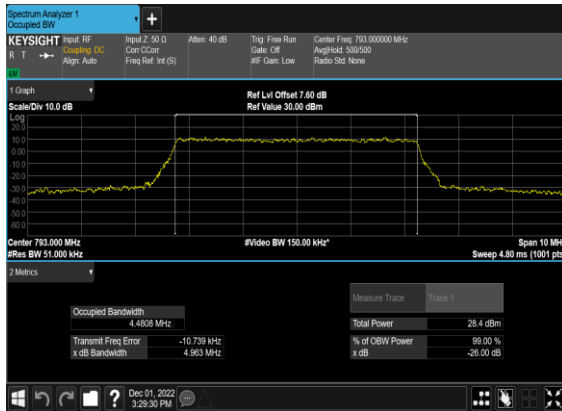 Spectrum Analyzer 1
Occupied BW
KEYSIGHT Input: RF Input Z: 50 Ω Atten: 40 dB Trig: Free Run Center Freq: 793.000000 MHz
R T Coupling: DC Corr CCorr Gate: Off Avg|Hold: 500/500
Align: Auto Freq Ref: Int (S) #IF Gain: Low Radio Std: None
1 Graph
Ref Lvl Offset 7.60 dB
Scale/Div 10.0 dB Ref Value 30.00 dBm
Log
20.0
10.0
0.00
-10.0
-20.0
-30.0
-40.0
-50.0
-60.0
Center 793.000 MHz #Video BW 150.00 kHz* Span 10 MH
#Res BW 51.000 kHz Sweep 4.80 ms (1001 pts
2 Metrics
Measure Trace Trace 1
Occupied Bandwidth
4.4808 MHz
Total Power 28.4 dBm
Transmit Freq Error -10.739 kHz % of OBW Power 99.00 %
x dB Bandwidth 4.963 MHz x dB -26.00 dB
? Dec 01, 2022
3:29:30 PM